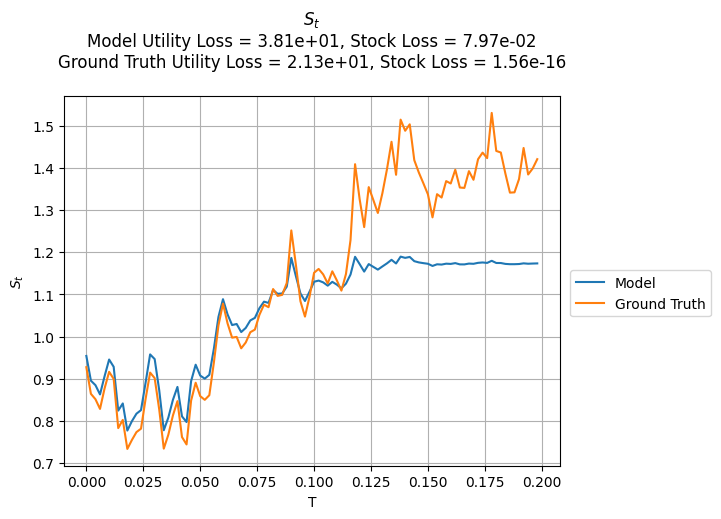 S_t
Model Utility Loss = 3.81e+01, Stock Loss = 7.97e-02
Ground Truth Utility Loss = 2.13e+01, Stock Loss = 1.56e-16
1.5
1.4
1.3
1.2
1.1
1.0
0.9
0.8
0.7
S_t
0.000 0.025 0.050 0.075 0.100 0.125 0.150 0.175 0.200
T
Model
Ground Truth